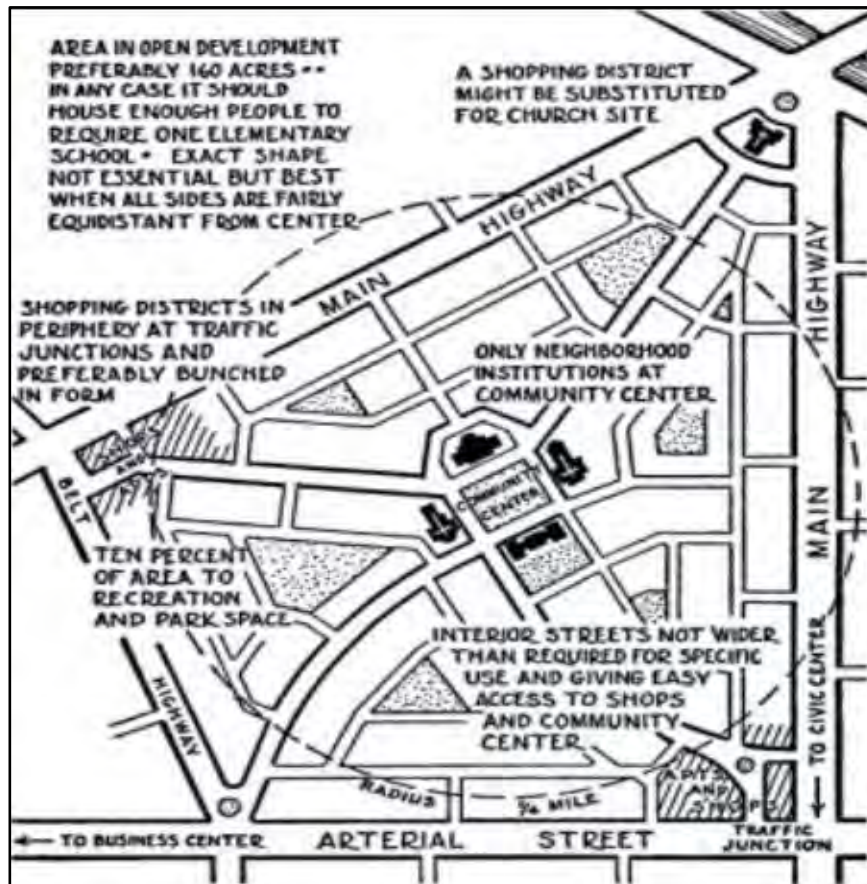 AREA IN OPEN DEVELOPMENT
PREFERABLY 160 ACRES --
IN ANY CASE IT SHOULD
HOUSE ENOUGH PEOPLE TO
REQUIRE ONE ELEMENTARY
SCHOOL • EXACT SHAPE
NOT ESSENTIAL BUT BEST
WHEN ALL SIDES ARE FAIRLY
EQUIDISTANT FROM CENTER
A SHOPPING DISTRICT
MIGHT BE SUBSTITUTED
FOR CHURCH SITE
MAIN HIGHWAY
HIGHWAY
MAIN
SHOPPING DISTRICTS IN
PERIPHERY AT TRAFFIC
JUNCTIONS AND
PREFERABLY BUNCHED
IN FORM
ONLY NEIGHBORHOOD
INSTITUTIONS AT
COMMUNITY CENTER
COMMUNITY
CENTER
AND
BELT
HIGHWAY
TEN PERCENT
OF AREA TO
RECREATION
AND PARK SPACE
INTERIOR STREETS NOT WIDER
THAN REQUIRED FOR SPECIFIC
USE AND GIVING EASY
ACCESS TO SHOPS
AND COMMUNITY
CENTER
TO CIVIC CENTER
APTS
AND
SHOPS
RADIUS
MILE
TO BUSINESS CENTER
ARTERIAL STREET
TRAFFIC
JUNCTION